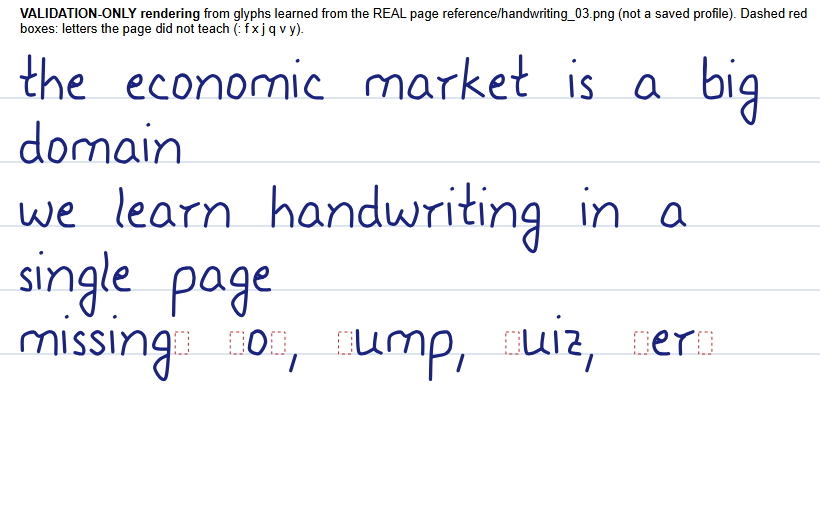 VALIDATION-ONLY rendering from glyphs learned from the REAL page reference/handwriting_03.png (not a saved profile). Dashed red
boxes: letters the page did not teach (: f x j q v y).
the economic market is a big
domain
we learn handwriting in a
single page
missing□ □o□, □ump, □uiz, □er□